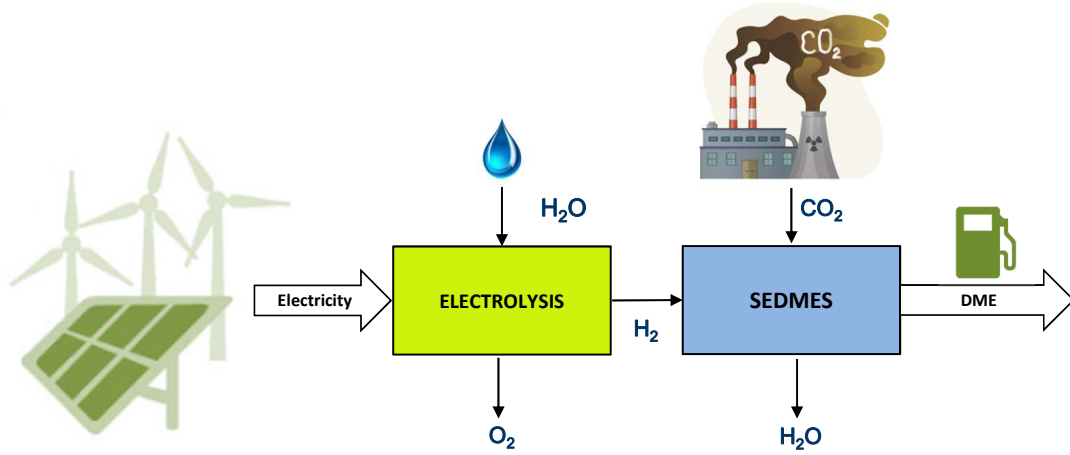 CO₂
H₂O
CO₂
Electricity
ELECTROLYSIS
H₂
SEDMES
DME
O₂
H₂O